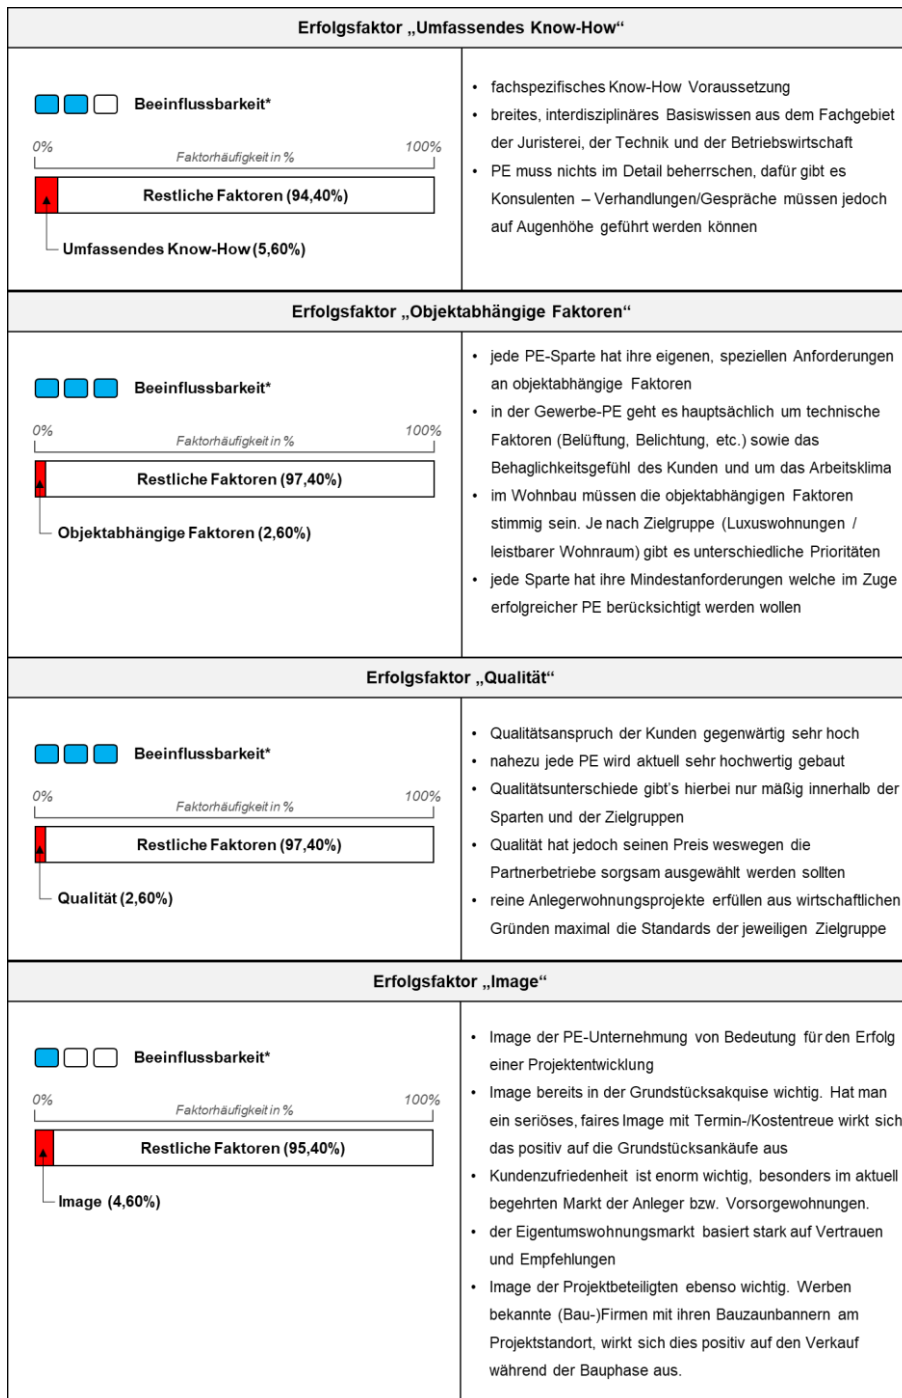 Erfolgsfaktor „Umfassendes Know-How“
Beeinflussbarkeit*
0%
100%
Faktorhäufigkeit in %
Restliche Faktoren (94,40%)
Umfassendes Know-How (5,60%)
• fachspezifisches Know-How Voraussetzung
• breites, interdisziplinäres Basiswissen aus dem Fachgebiet
der Juristerei, der Technik und der Betriebswirtschaft
• PE muss nichts im Detail beherrschen, dafür gibt es
Konsulenten – Verhandlungen/Gespräche müssen jedoch
auf Augenhöhe geführt werden können
Erfolgsfaktor „Objektabhängige Faktoren“
Beeinflussbarkeit*
0%
100%
Faktorhäufigkeit in %
Restliche Faktoren (97,40%)
Objektabhängige Faktoren (2,60%)
• jede PE-Sparte hat ihre eigenen, speziellen Anforderungen
an objektabhängige Faktoren
• in der Gewerbe-PE geht es hauptsächlich um technische
Faktoren (Belüftung, Belichtung, etc.) sowie das
Behaglichkeitsgefühl des Kunden und um das Arbeitsklima
• im Wohnbau müssen die objektabhängigen Faktoren
stimmig sein. Je nach Zielgruppe (Luxuswohnungen /
leistbarer Wohnraum) gibt es unterschiedliche Prioritäten
• jede Sparte hat ihre Mindestanforderungen welche im Zuge
erfolgreicher PE berücksichtigt werden wollen
Erfolgsfaktor „Qualität“
Beeinflussbarkeit*
0%
100%
Faktorhäufigkeit in %
Restliche Faktoren (97,40%)
Qualität (2,60%)
• Qualitätsanspruch der Kunden gegenwärtig sehr hoch
• nahezu jede PE wird aktuell sehr hochwertig gebaut
• Qualitätsunterschiede gibt's hierbei nur mäßig innerhalb der
Sparten und der Zielgruppen
• Qualität hat jedoch seinen Preis weswegen die
Partnerbetriebe sorgsam ausgewählt werden sollten
• reine Anlegerwohnungsprojekte erfüllen aus wirtschaftlichen
Gründen maximal die Standards der jeweiligen Zielgruppe
Erfolgsfaktor „Image“
Beeinflussbarkeit*
0%
100%
Faktorhäufigkeit in %
Restliche Faktoren (95,40%)
Image (4,60%)
• Image der PE-Unternehmung von Bedeutung für den Erfolg
einer Projektentwicklung
• Image bereits in der Grundstücksakquise wichtig. Hat man
ein seriöses, faires Image mit Termin-/Kostentreue wirkt sich
das positiv auf die Grundstücksankäufe aus
• Kundenzufriedenheit ist enorm wichtig, besonders im aktuell
begehrten Markt der Anleger bzw. Vorsorgewohnungen.
• der Eigentumswohnungsmarkt basiert stark auf Vertrauen
und Empfehlungen
• Image der Projektbeteiligten ebenso wichtig. Werben
bekannte (Bau-)Firmen mit ihren Bauzaunbannern am
Projektstandort, wirkt sich dies positiv auf den Verkauf
während der Bauphase aus.